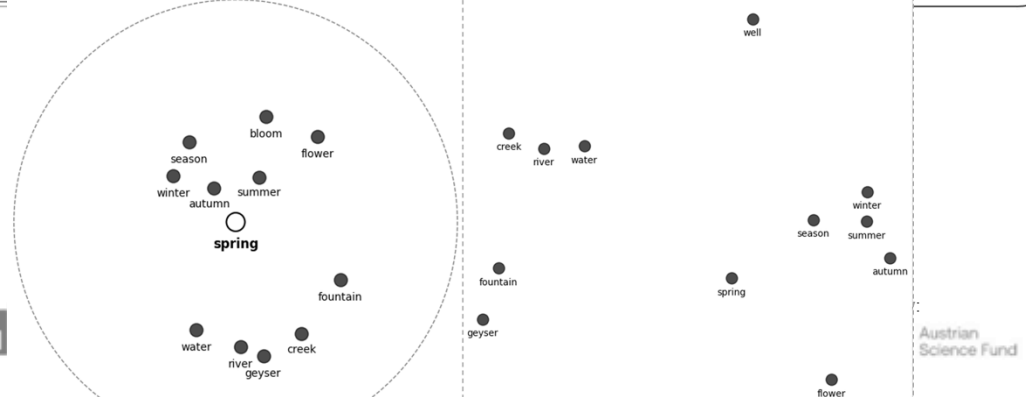 bloom
flower
season
winter
summer
autumn
spring
fountain
water
river
creek
geyser
well
creek
river
water
winter
season
summer
autumn
fountain
spring
geyser
flower
Austrian
Science Fund